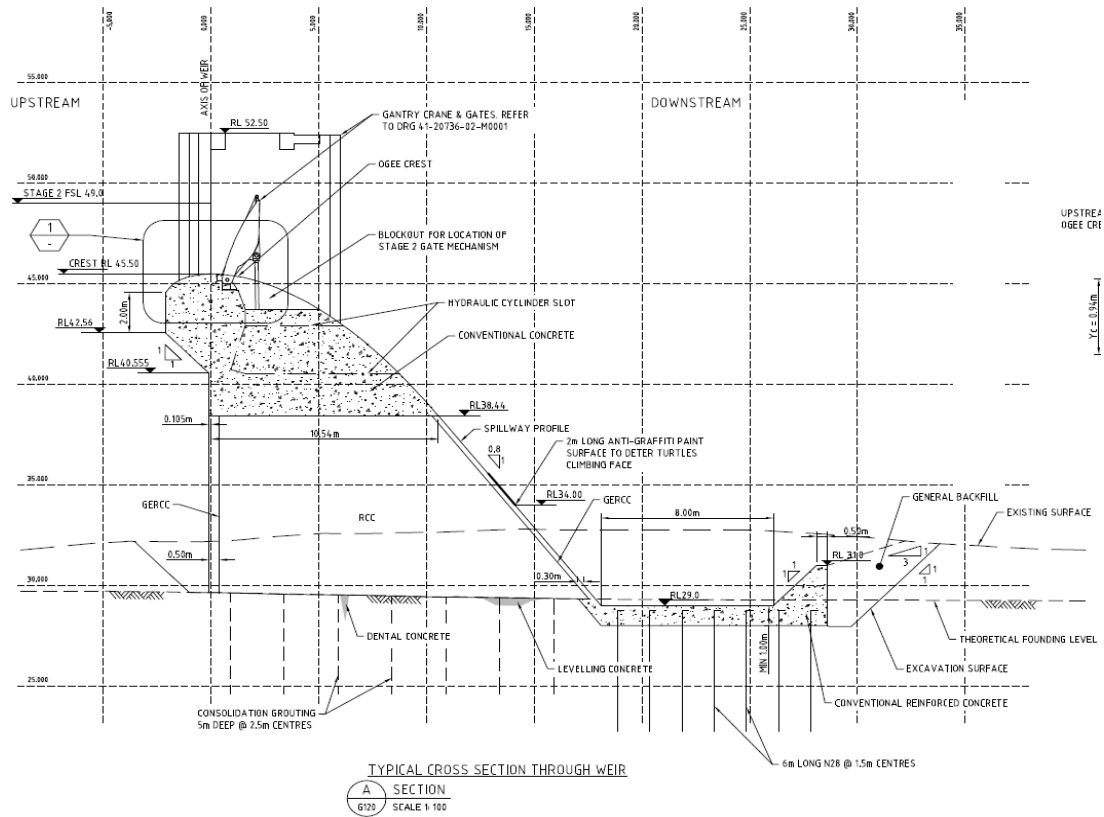 -5,000
0,000
5,000
10,000
15,000
20,000
25,000
30,000
35,000
55.000
UPSTREAM
AXIS OF WEIR
DOWNSTREAM
RL 52.50
GANTRY CRANE & GATES. REFER
TO DRG 41-20736-02-M0001
OGEE CREST
50.000
STAGE 2 FSL 49.0
1
-
BLOCKOUT FOR LOCATION OF
STAGE 2 GATE MECHANISM
UPSTREA
OGEE CRE
CREST RL 45.50
45.000
2.00m
HYDRAULIC CYCLINDER SLOT
RL42.56
CONVENTIONAL CONCRETE
Yc = 0.94m
1
1
RL40.555
40.000
RL38.44
0.105m
10.54m
SPILLWAY PROFILE
0.8
1
2m LONG ANTI-GRAFFITI PAINT
SURFACE TO DETER TURTLES
CLIMBING FACE
35.000
RL34.00
GERCC
GERCC
RCC
8.00m
GENERAL BACKFILL
EXISTING SURFACE
0.50m
0.50m
RL 31.0
1
3
1
1
1
1
30.000
0.30m
RL29.0
DENTAL CONCRETE
LEVELLING CONCRETE
MIN 1.00m
THEORETICAL FOUNDING LEVEL
EXCAVATION SURFACE
25.000
CONVENTIONAL REINFORCED CONCRETE
CONSOLIDATION GROUTING
5m DEEP @ 2.5m CENTRES
6m LONG N28 @ 1.5m CENTRES
TYPICAL CROSS SECTION THROUGH WEIR
A
G120
SECTION
SCALE 1:100